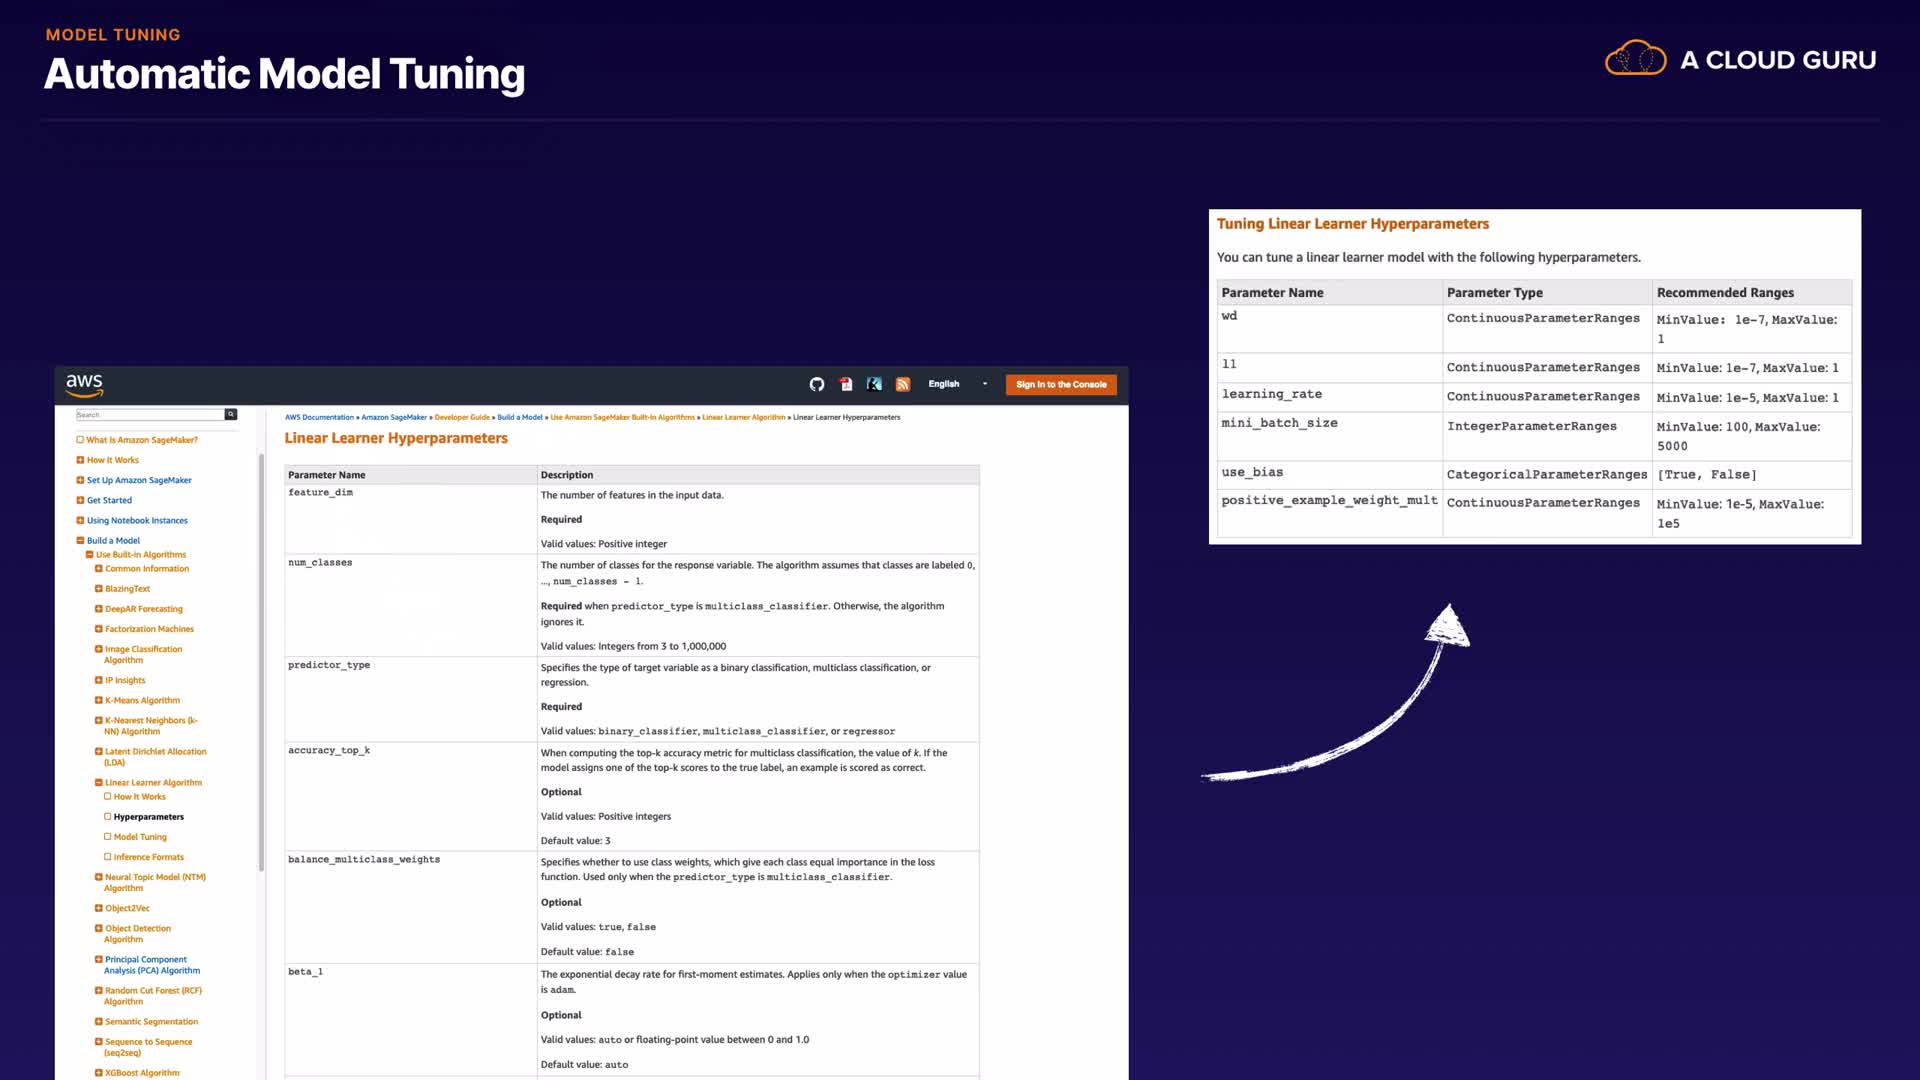 MODEL TUNING
Automatic Model Tuning
A CLOUD GURU
Tuning Linear Learner Hyperparameters
You can tune a linear learner model with the following hyperparameters.
Parameter Name Parameter Type Recommended Ranges
wd ContinuousParameterRanges MinValue: 1e-7, MaxValue:
1
l1 ContinuousParameterRanges MinValue: 1e-7, MaxValue: 1
learning_rate ContinuousParameterRanges MinValue: 1e-5, MaxValue: 1
mini_batch_size IntegerParameterRanges MinValue: 100, MaxValue:
5000
use_bias CategoricalParameterRanges [True, False]
positive_example_weight_mult ContinuousParameterRanges MinValue: 1e-5, MaxValue:
1e5
aws
English
Sign In to the Console
Search
What Is Amazon SageMaker?
How It Works
Set Up Amazon SageMaker
Get Started
Using Notebook Instances
Build a Model
Use Built-in Algorithms
Common Information
BlazingText
DeepAR Forecasting
Factorization Machines
Image Classification
Algorithm
IP Insights
K-Means Algorithm
K-Nearest Neighbors (k-
NN) Algorithm
Latent Dirichlet Allocation
(LDA)
Linear Learner Algorithm
How It Works
Hyperparameters
Model Tuning
Inference Formats
Neural Topic Model (NTM)
Algorithm
Object2Vec
Object Detection
Algorithm
Principal Component
Analysis (PCA) Algorithm
Random Cut Forest (RCF)
Algorithm
Semantic Segmentation
Sequence to Sequence
(seq2seq)
XGBoost Algorithm
AWS Documentation » Amazon SageMaker » Developer Guide » Build a Model » Use Amazon SageMaker Built-in Algorithms » Linear Learner Algorithm » Linear Learner Hyperparameters
Linear Learner Hyperparameters
Parameter Name Description
feature_dim The number of features in the input data.
Required
Valid values: Positive integer
num_classes The number of classes for the response variable. The algorithm assumes that classes are labeled 0,
..., num_classes - 1.
Required when predictor_type is multiclass_classifier. Otherwise, the algorithm
ignores it.
Valid values: Integers from 3 to 1,000,000
predictor_type Specifies the type of target variable as a binary classification, multiclass classification, or
regression.
Required
Valid values: binary_classifier, multiclass_classifier, or regressor
accuracy_top_k When computing the top-k accuracy metric for multiclass classification, the value of k. If the
model assigns one of the top-k scores to the true label, an example is scored as correct.
Optional
Valid values: Positive integers
Default value: 3
balance_multiclass_weights Specifies whether to use class weights, which give each class equal importance in the loss
function. Used only when the predictor_type is multiclass_classifier.
Optional
Valid values: true, false
Default value: false
beta_1 The exponential decay rate for first-moment estimates. Applies only when the optimizer value
is adam.
Optional
Valid values: auto or floating-point value between 0 and 1.0
Default value: auto